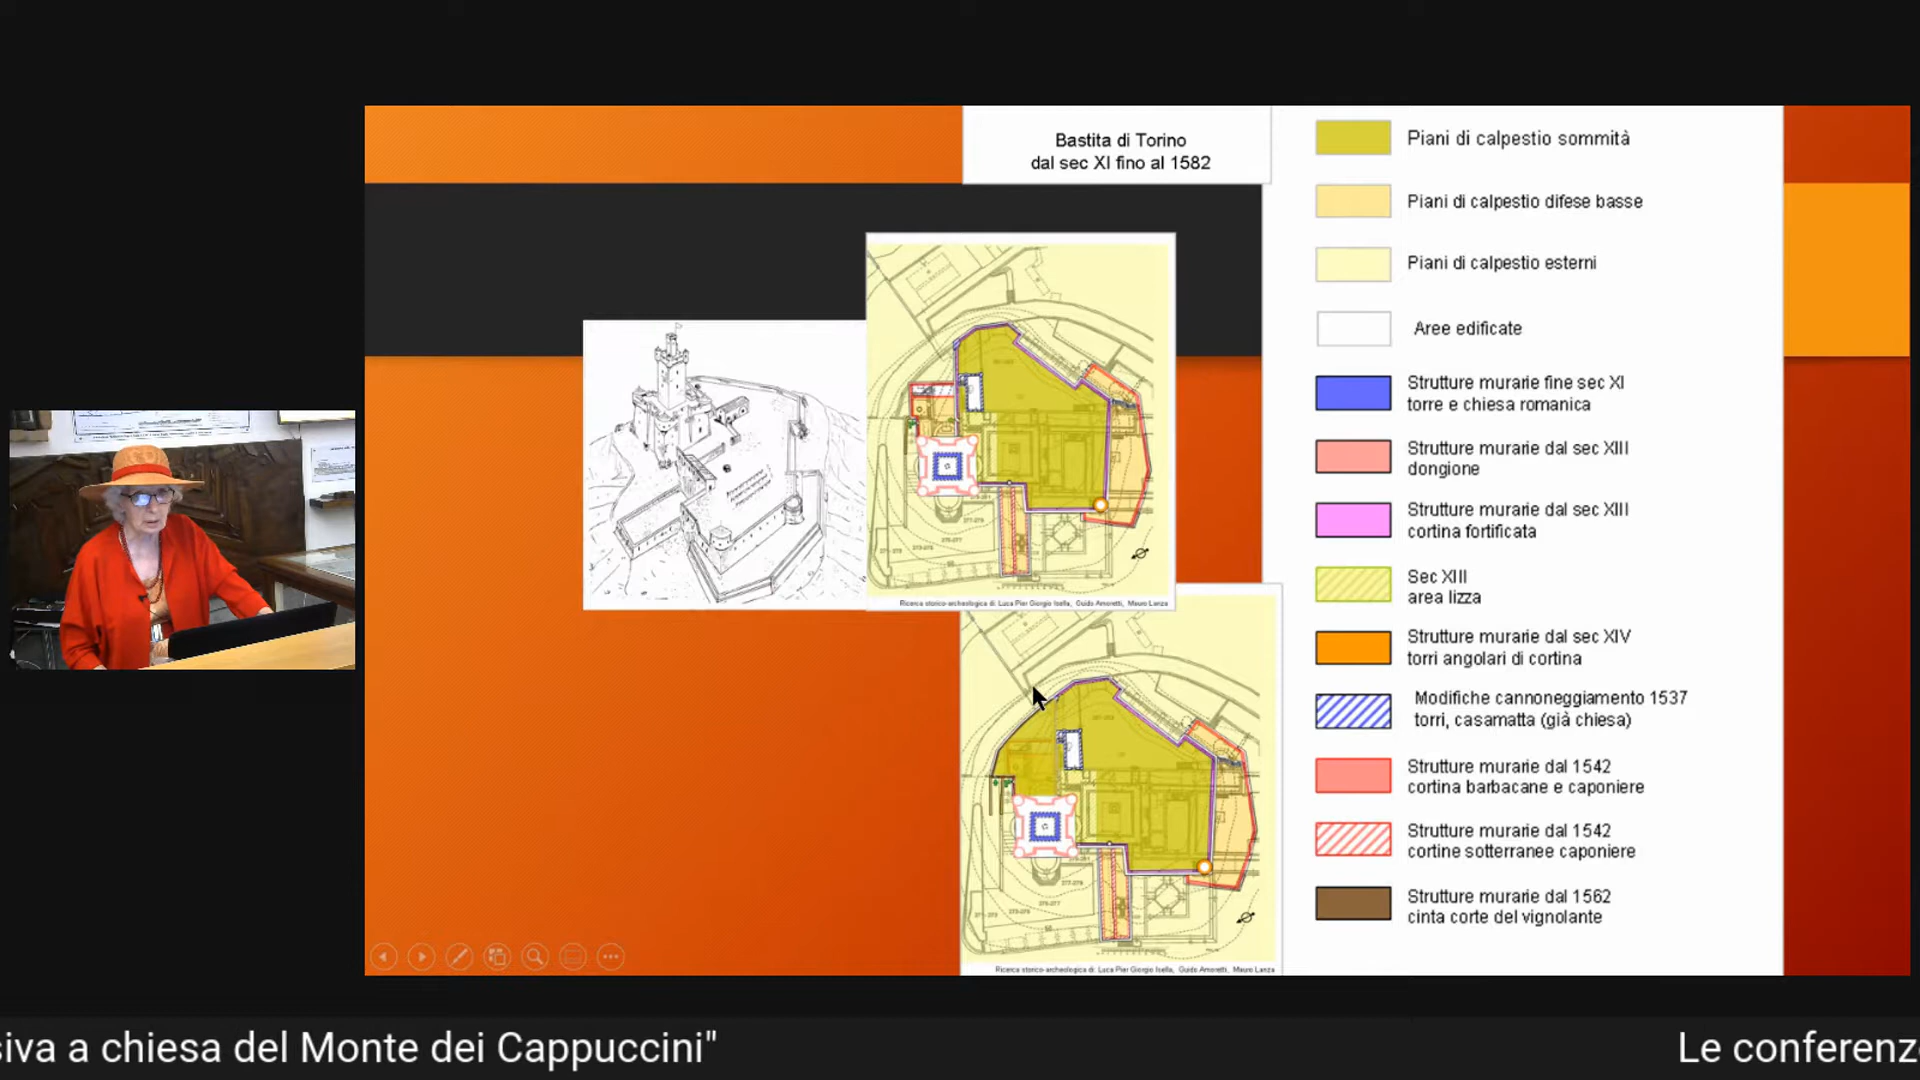 Bastita di Torino
dal sec XI fino al 1582
Piani di calpestio sommità
Piani di calpestio difese basse
Piani di calpestio esterni
Aree edificate
Strutture murarie fine sec XI
torre e chiesa romanica
Strutture murarie dal sec XIII
dongione
Strutture murarie dal sec XIII
cortina fortificata
Sec XIII
area lizza
Strutture murarie dal sec XIV
torri angolari di cortina
Modifiche cannoneggiamento 1537
torri, casamatta (già chiesa)
Strutture murarie dal 1542
cortina barbacane e caponiere
Strutture murarie dal 1542
cortine sotterranee caponiere
Strutture murarie dal 1562
cinta corte del vignolante
Ricerca storico-archeologica di: Luca Pier Giorgio Isella, Guido Amoretti, Mauro Lanza
Ricerca storico-archeologica di: Luca Pier Giorgio Isella, Guido Amoretti, Mauro Lanza
siva a chiesa del Monte dei Cappuccini"
Le conferenz